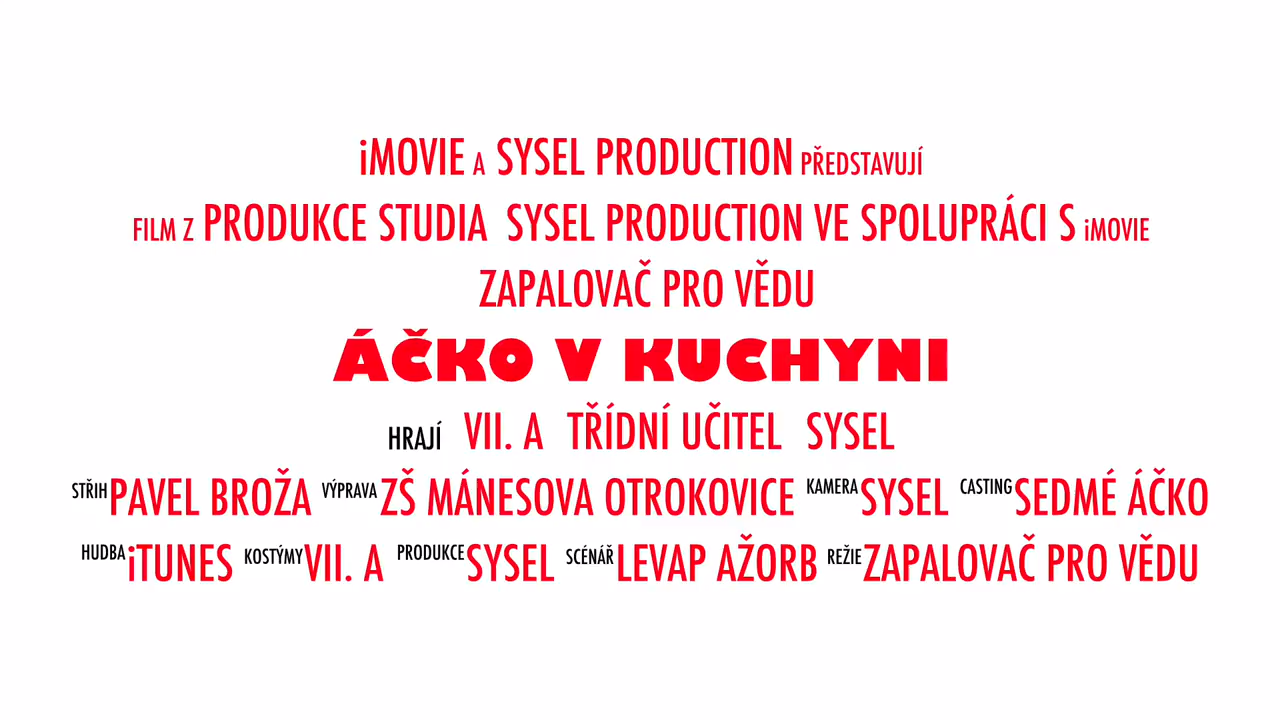 iMOVIE A SYSEL PRODUCTION PŘEDSTAVUJÍ
FILM Z PRODUKCE STUDIA SYSEL PRODUCTION VE SPOLUPRÁCI S iMOVIE
ZAPALOVAČ PRO VĚDU
ÁČKO V KUCHYNI
HRAJÍ VII. A TŘÍDNÍ UČITEL SYSEL
STŘIH PAVEL BROŽA VÝPRAVA ZŠ MÁNESOVA OTROKOVICE KAMERA SYSEL CASTING SEDMÉ ÁČKO
HUDBA iTUNES KOSTÝMY VII. A PRODUKCE SYSEL SCÉNÁŘ LEVAP AŽORB REŽIE ZAPALOVAČ PRO VĚDU